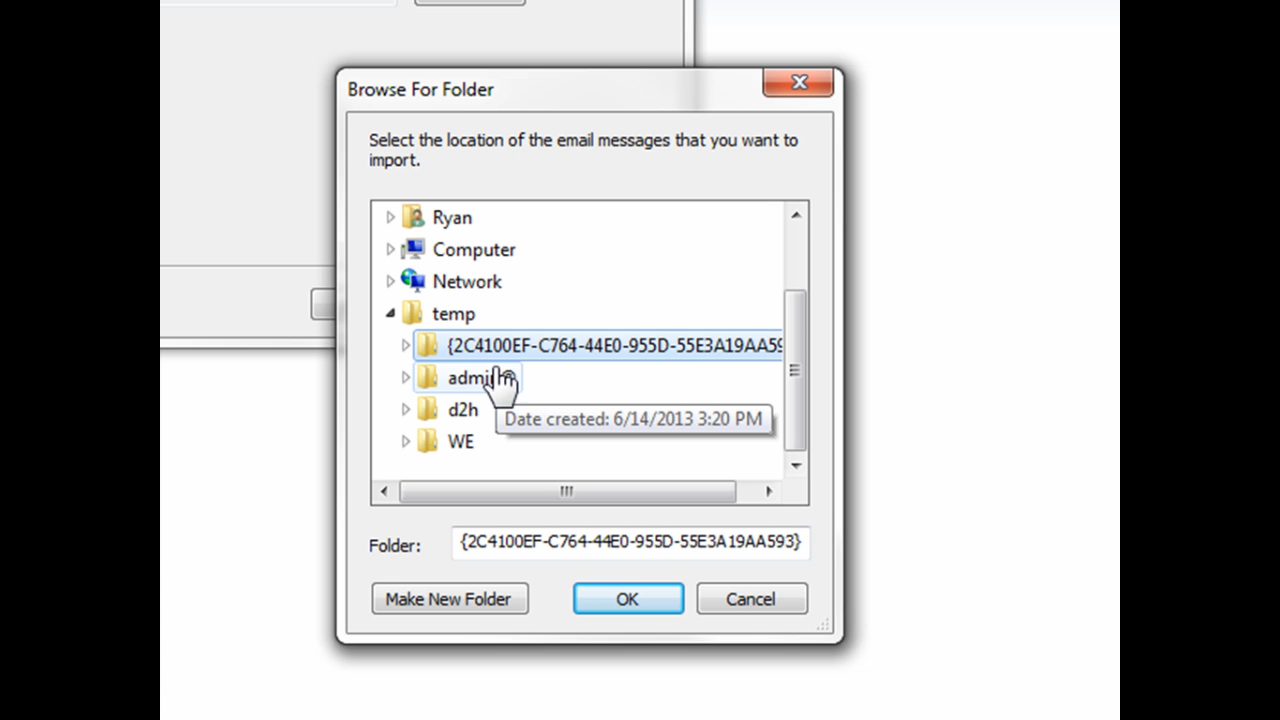 Browse For Folder
Select the location of the email messages that you want to
import.
Ryan
Computer
Network
temp
{2C4100EF-C764-44E0-955D-55E3A19AA59
d2h
Date created: 6/14/2013 3:20 PM
WE
Folder: {2C4100EF-C764-44E0-955D-55E3A19AA593}
Make New Folder OK Cancel